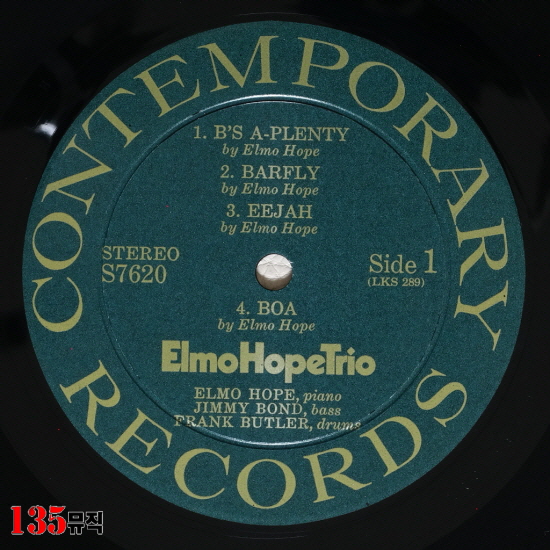 CONTEMPORARY
RECORDS
1. B'S A-PLENTY
by Elmo Hope
2. BARFLY
by Elmo Hope
3. EEJAH
by Elmo Hope
STEREO
S7620
Side 1
(LKS 289)
4. BOA
by Elmo Hope
ElmoHopeTrio
ELMO HOPE, piano
JIMMY BOND, bass
FRANK BUTLER, drums
135뮤직